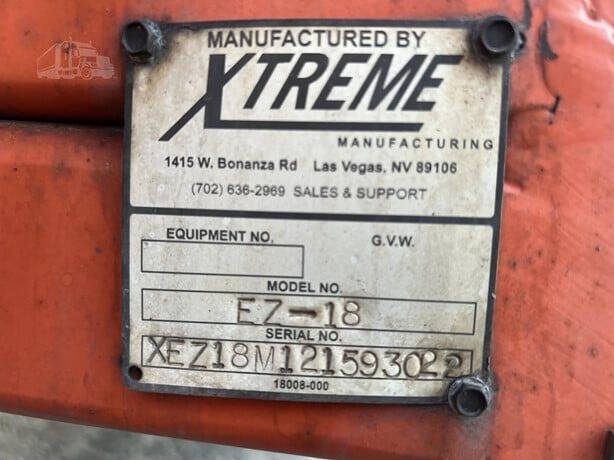 MANUFACTURED BY
XTREME
MANUFACTURING
1415 W. Bonanza Rd Las Vegas, NV 89106
(702) 636-2969 SALES & SUPPORT
EQUIPMENT NO. G.V.W.
MODEL NO.
EZ-18
SERIAL NO.
XEZ18M121593022
18008-000